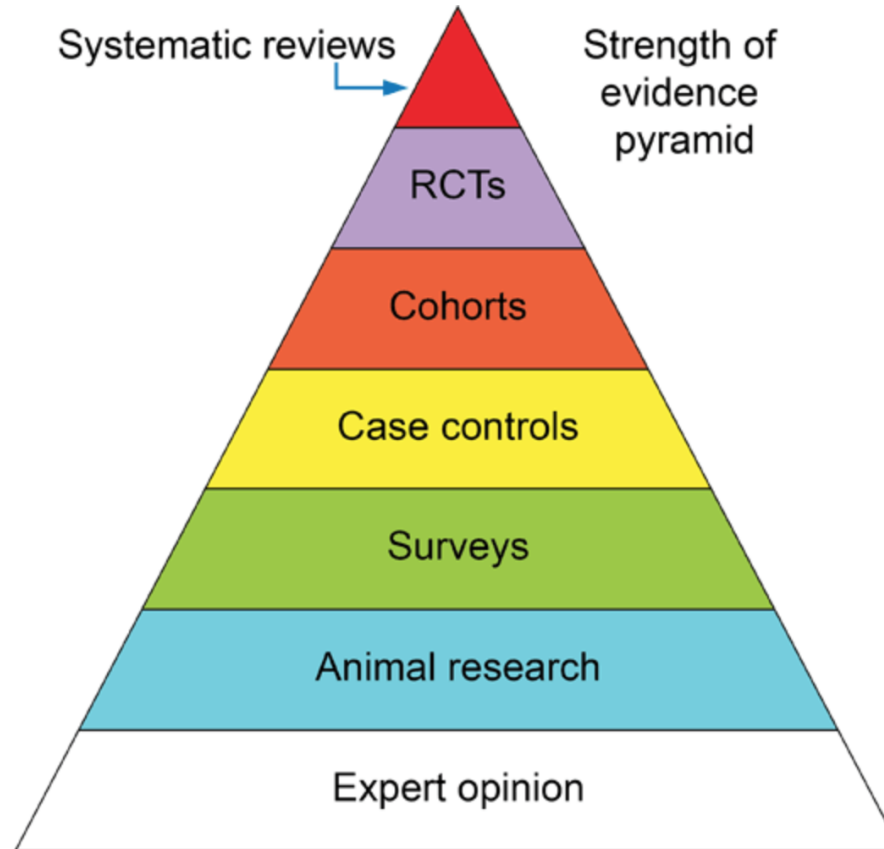 Systematic reviews
Strength of
evidence
pyramid
RCTs
Cohorts
Case controls
Surveys
Animal research
Expert opinion